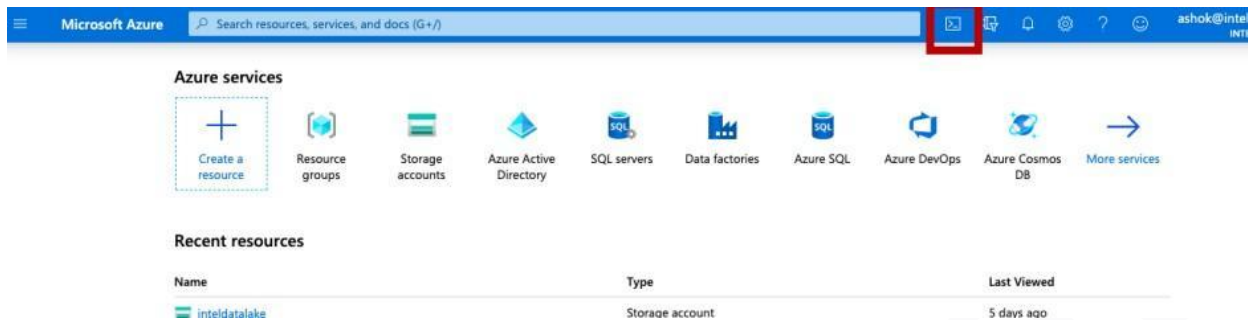 Microsoft Azure Search resources, services, and docs (G+/) ? ashok@intel
INTE
Azure services
Create a resource
Resource groups
Storage accounts
Azure Active Directory
SQL servers
Data factories
Azure SQL
Azure DevOps
Azure Cosmos DB
More services
Recent resources
Name Type Last Viewed
inteldatalake Storage account 5 days ago